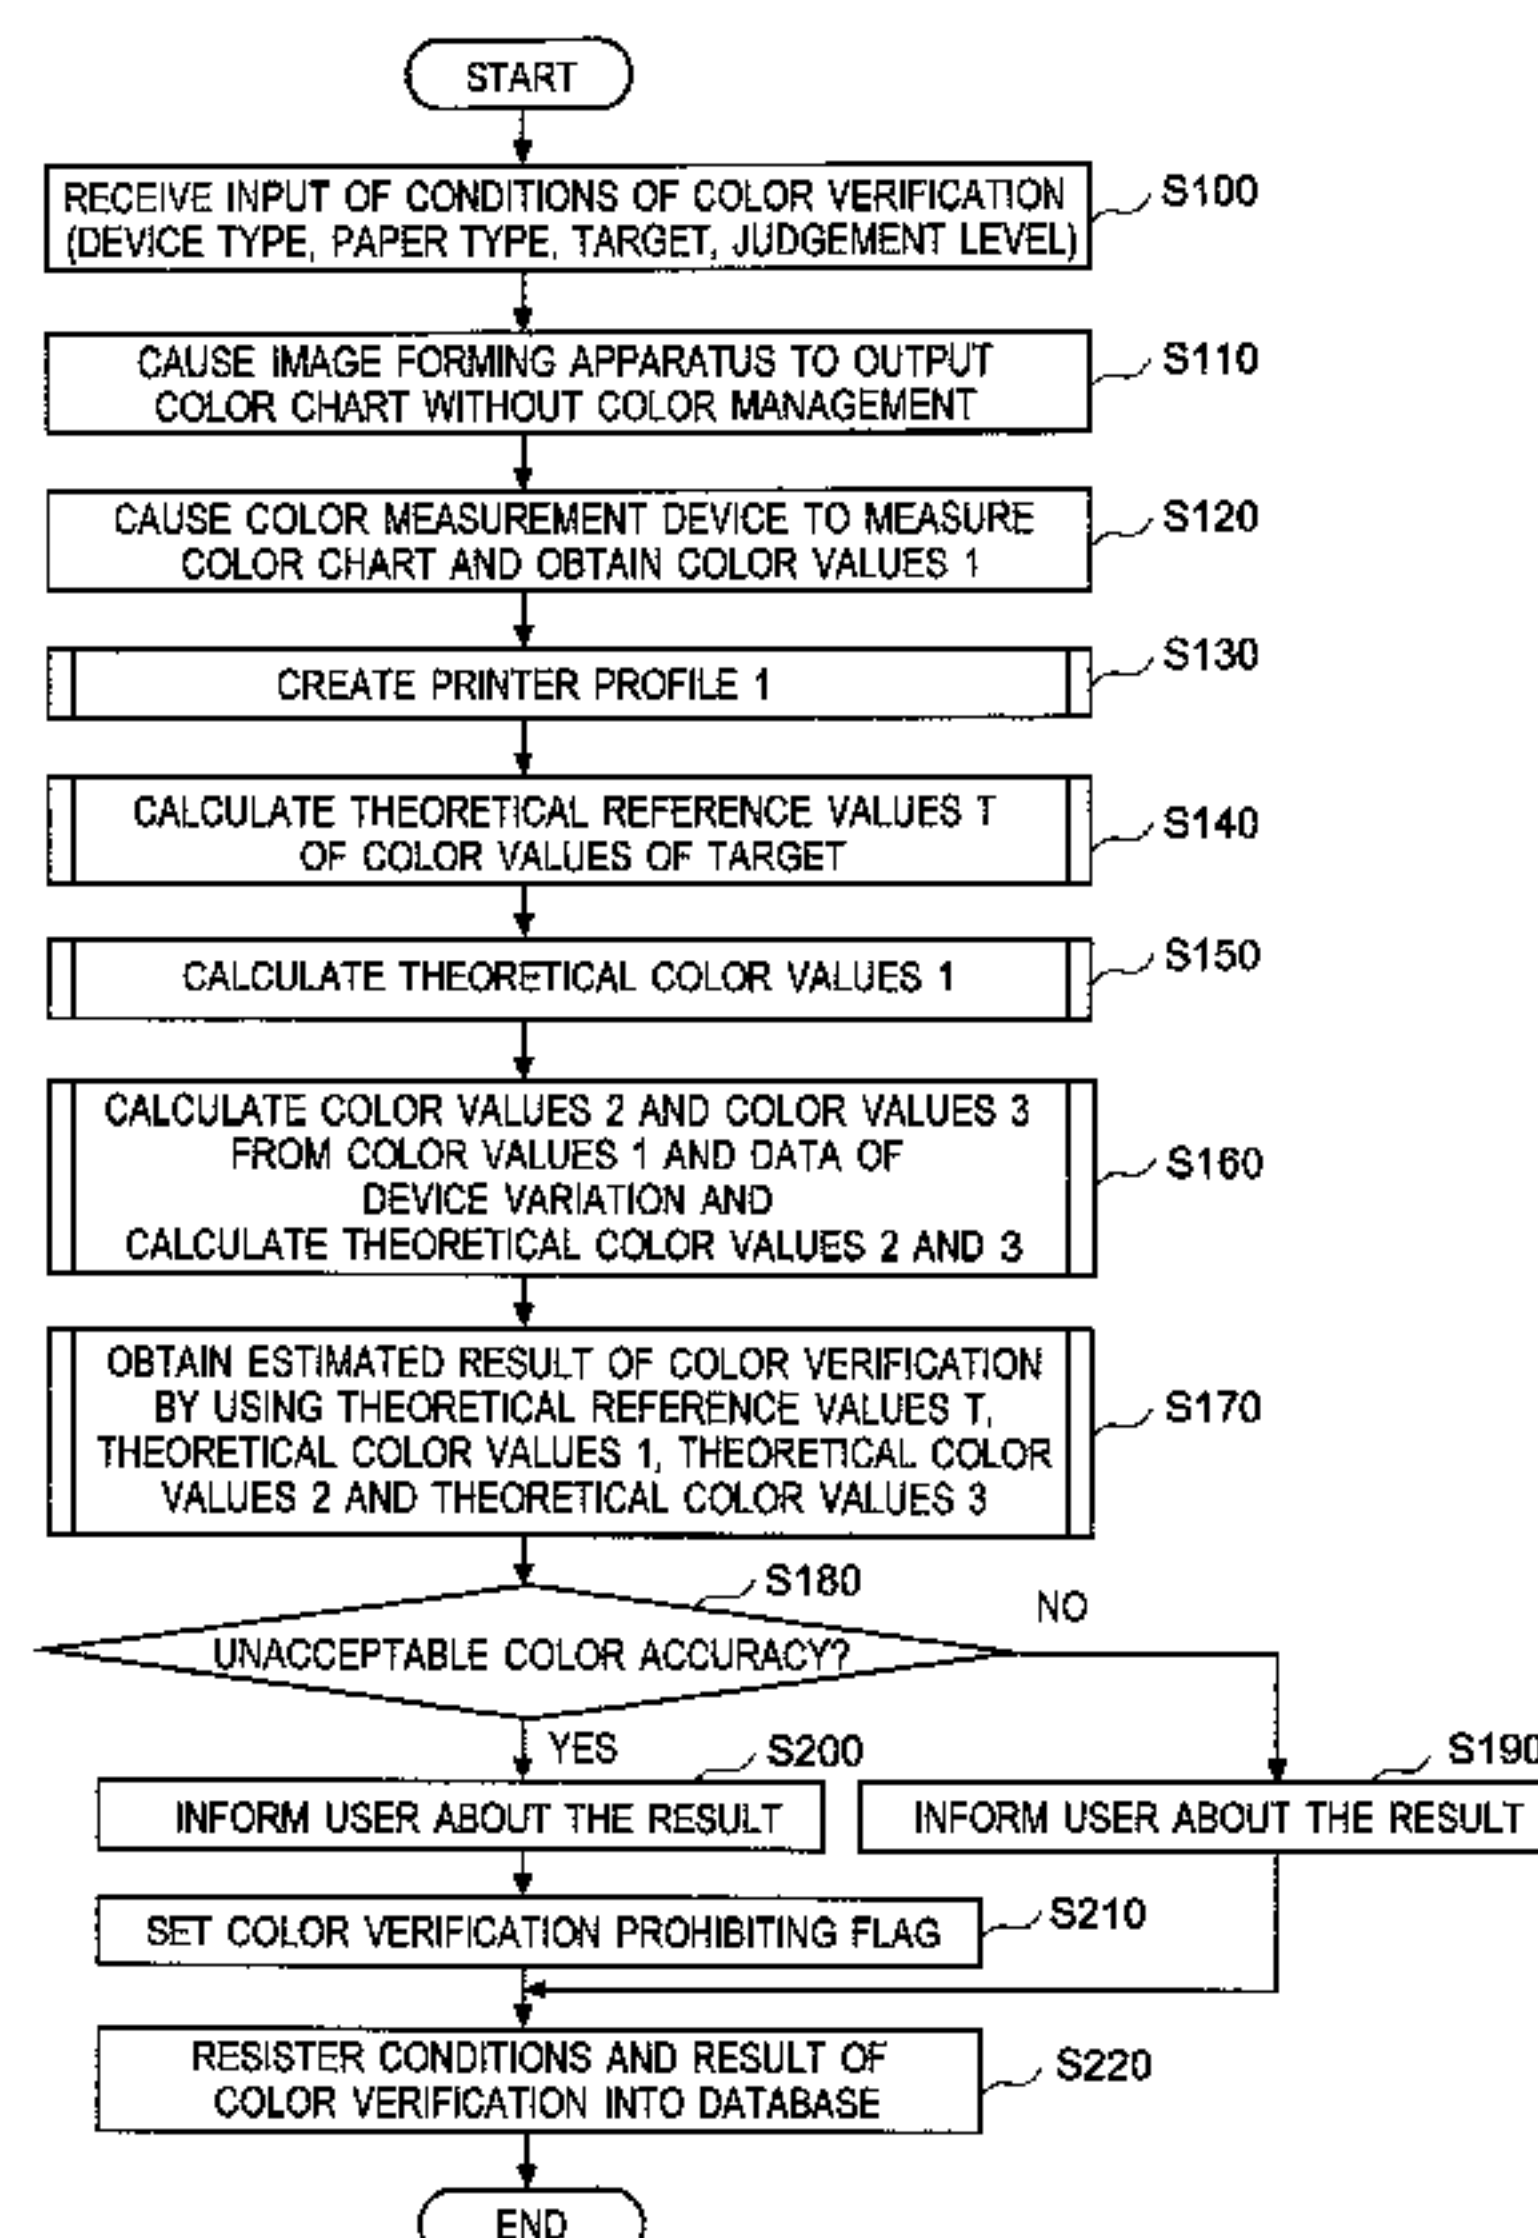 START
RECEIVE INPUT OF CONDITIONS OF COLOR VERIFICATION
(DEVICE TYPE, PAPER TYPE, TARGET, JUDGEMENT LEVEL)
S100
CAUSE IMAGE FORMING APPARATUS TO OUTPUT
COLOR CHART WITHOUT COLOR MANAGEMENT
S110
CAUSE COLOR MEASUREMENT DEVICE TO MEASURE
COLOR CHART AND OBTAIN COLOR VALUES 1
S120
CREATE PRINTER PROFILE 1
S130
CALCULATE THEORETICAL REFERENCE VALUES T
OF COLOR VALUES OF TARGET
S140
CALCULATE THEORETICAL COLOR VALUES 1
S150
CALCULATE COLOR VALUES 2 AND COLOR VALUES 3
FROM COLOR VALUES 1 AND DATA OF
DEVICE VARIATION AND
CALCULATE THEORETICAL COLOR VALUES 2 AND 3
S160
OBTAIN ESTIMATED RESULT OF COLOR VERIFICATION
BY USING THEORETICAL REFERENCE VALUES T,
THEORETICAL COLOR VALUES 1, THEORETICAL COLOR
VALUES 2 AND THEORETICAL COLOR VALUES 3
S170
S180
NO
UNACCEPTABLE COLOR ACCURACY?
YES
S200
S190
INFORM USER ABOUT THE RESULT
INFORM USER ABOUT THE RESULT
SET COLOR VERIFICATION PROHIBITING FLAG
S210
RESISTER CONDITIONS AND RESULT OF
COLOR VERIFICATION INTO DATABASE
S220
END